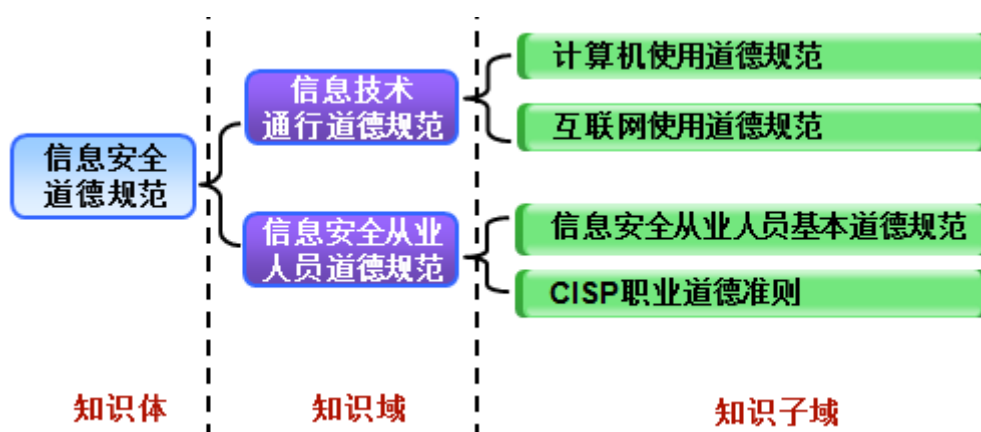 信息安全
道德规范
信息技术
通行道德规范
信息安全从业
人员道德规范
计算机使用道德规范
互联网使用道德规范
信息安全从业人员基本道德规范
CISP职业道德准则
知识体
知识域
知识子域